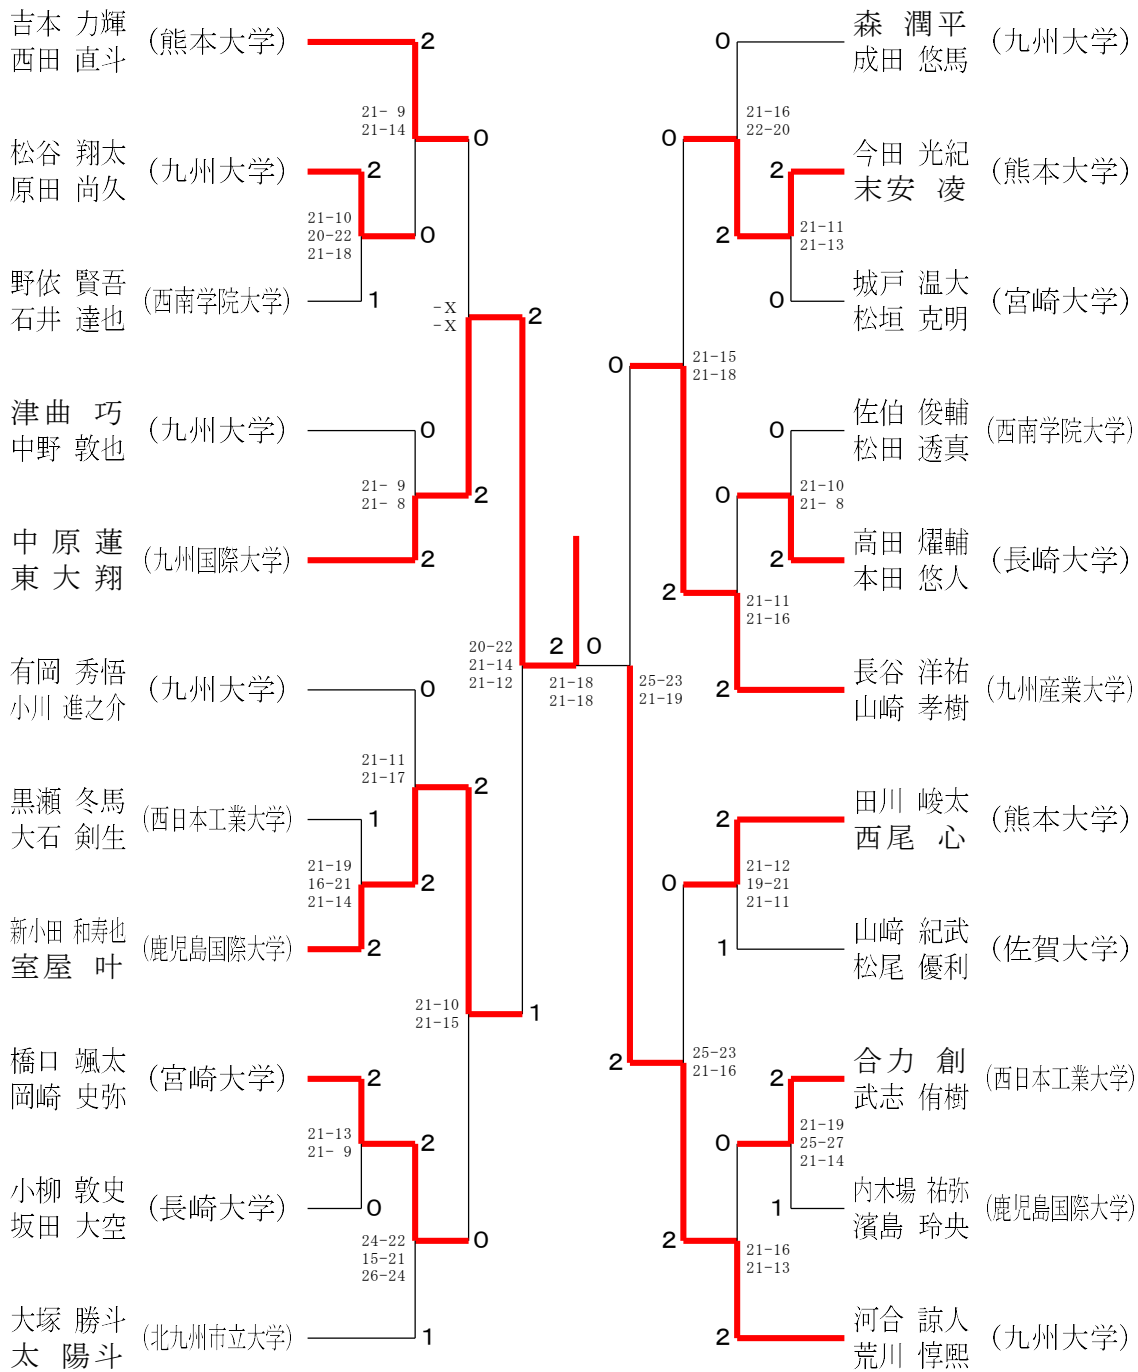 吉本 力輝
西田 直斗
(熊本大学)
2
21- 9
21-14
0
松谷 翔太
原田 尚久
(九州大学)
2
21-10
20-22
21-18
0
野依 賢吾
石井 達也
(西南学院大学)
1
-X
-X
2
津曲 巧
中野 敦也
(九州大学)
0
21- 9
21- 8
2
中原 蓮
東 大翔
(九州国際大学)
2
20-22
21-14
21-12
2
0
21-18
21-18
有岡 秀悟
小川 進之介
(九州大学)
0
21-11
21-17
2
黒瀬 冬馬
大石 剣生
(西日本工業大学)
1
21-19
16-21
21-14
2
新小田 和寿也
室屋 叶
(鹿児島国際大学)
2
21-10
21-15
1
橋口 颯太
岡崎 史弥
(宮崎大学)
2
21-13
21- 9
2
小柳 敦史
坂田 大空
(長崎大学)
0
24-22
15-21
26-24
0
大塚 勝斗
太 陽斗
(北九州市立大学)
1
0
森 潤平
成田 悠馬
(九州大学)
21-16
22-20
0
2
今田 光紀
末安 凌
(熊本大学)
2
21-11
21-13
0
城戸 温大
松垣 克明
(宮崎大学)
0
21-15
21-18
0
佐伯 俊輔
松田 透真
(西南学院大学)
0
21-10
21- 8
2
高田 燿輔
本田 悠人
(長崎大学)
2
21-11
21-16
25-23
21-19
2
長谷 洋祐
山崎 孝樹
(九州産業大学)
2
田川 峻太
西尾 心
(熊本大学)
0
21-12
19-21
21-11
1
山﨑 紀武
松尾 優利
(佐賀大学)
2
25-23
21-16
2
合力 創
武志 侑樹
(西日本工業大学)
0
21-19
25-27
21-14
1
内木場 祐弥
濱島 玲央
(鹿児島国際大学)
2
21-16
21-13
2
河合 諒人
荒川 惇熙
(九州大学)